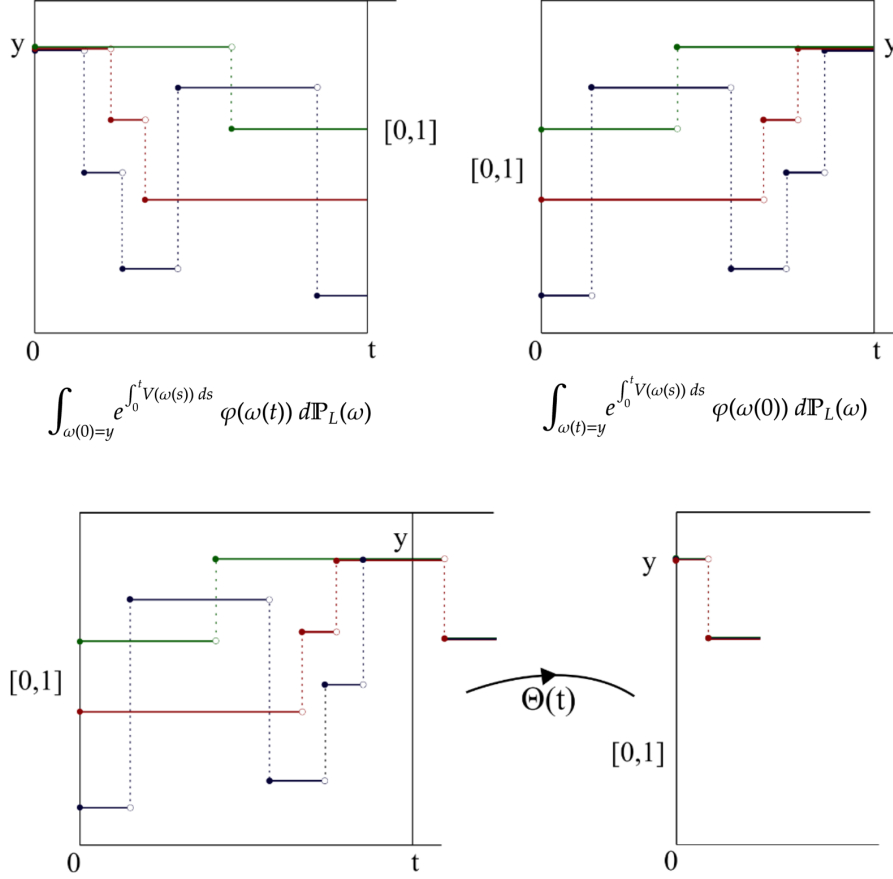 y
[0,1]
0 t
y
[0,1]
0 t
∫_{ω(0)=y} e^{∫_0^t V(ω(s)) ds} φ(ω(t)) dℙ_L(ω)
∫_{ω(t)=y} e^{∫_0^t V(ω(s)) ds} φ(ω(0)) dℙ_L(ω)
y
[0,1]
0 t
Θ(t)
y
[0,1]
0